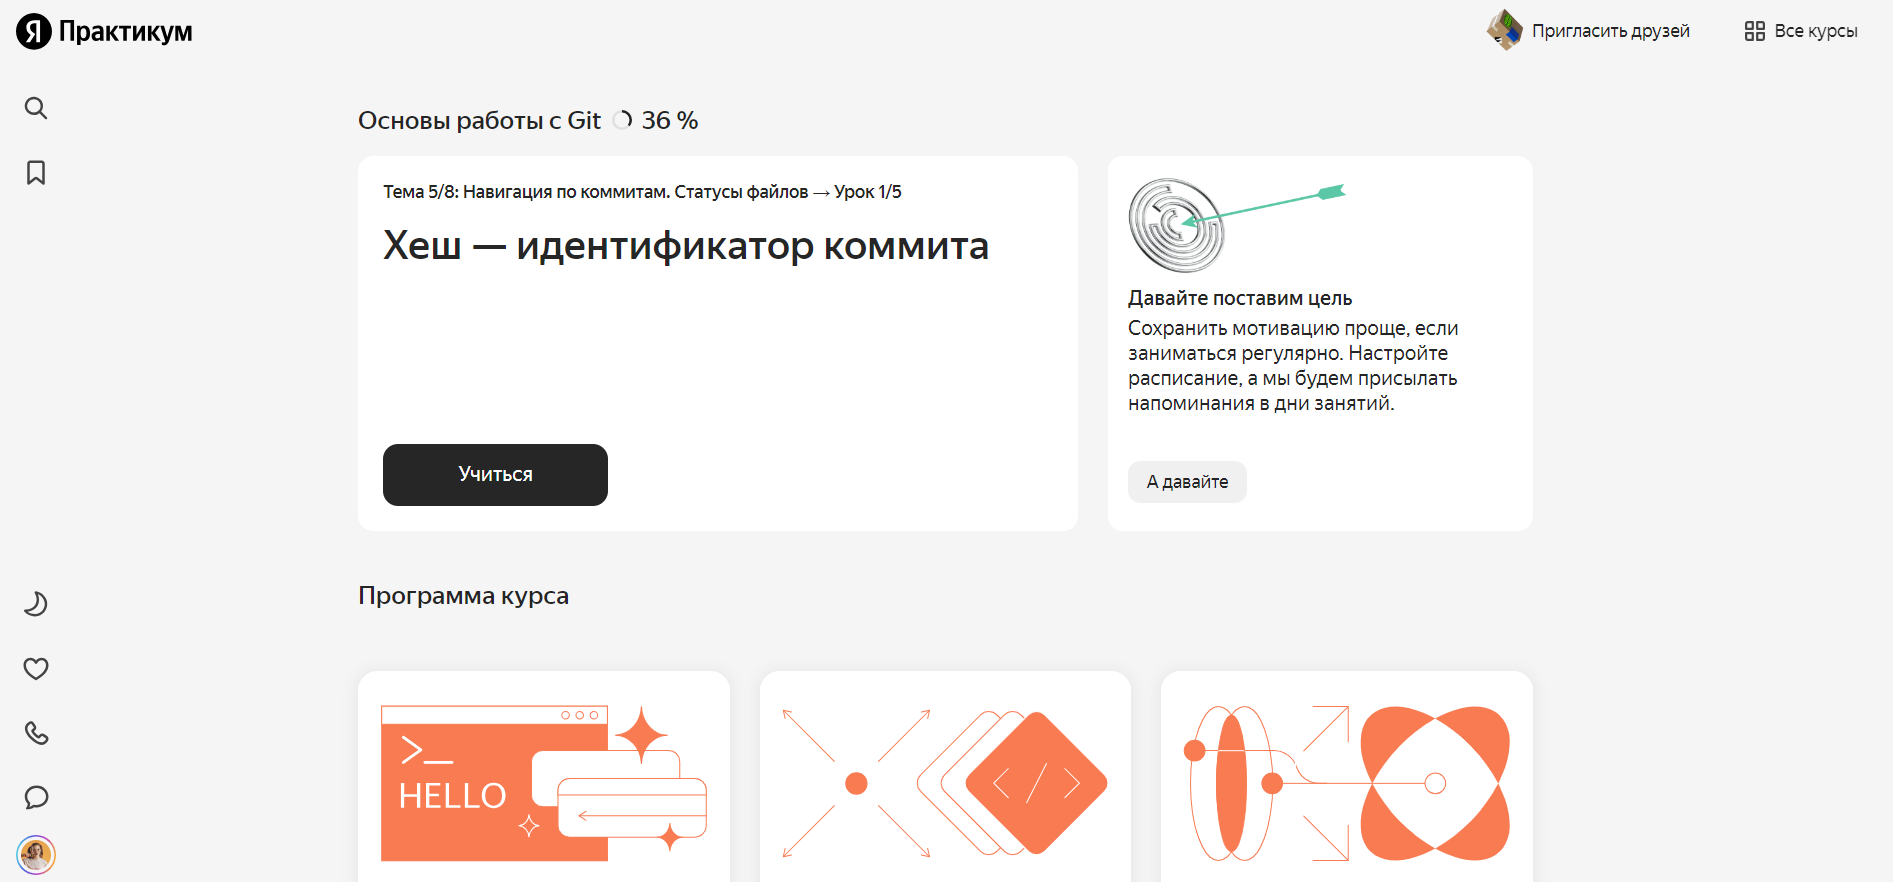 Я Практикум
Пригласить друзей
Все курсы
Основы работы с Git 36 %
Тема 5/8: Навигация по коммитам. Статусы файлов → Урок 1/5
Хеш — идентификатор коммита
Учиться
Давайте поставим цель
Сохранить мотивацию проще, если
заниматься регулярно. Настройте
расписание, а мы будем присылать
напоминания в дни занятий.
А давайте
Программа курса
>_
HELLO